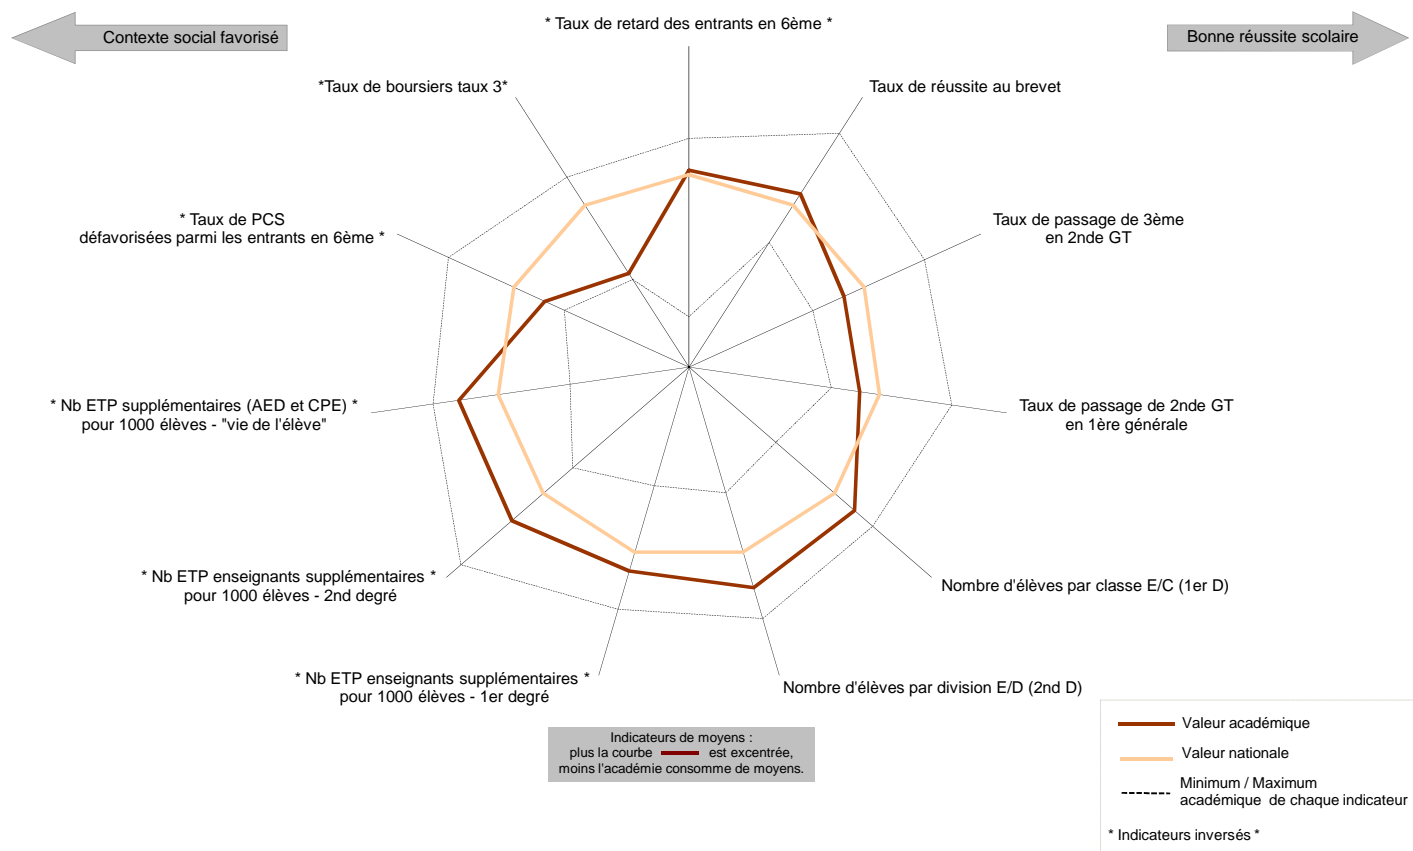 * Taux de retard des entrants en 6ème *
Contexte social favorisé
Bonne réussite scolaire
*Taux de boursiers taux 3*
Taux de réussite au brevet
* Taux de PCS
défavorisées parmi les entrants en 6ème *
Taux de passage de 3ème
en 2nde GT
* Nb ETP supplémentaires (AED et CPE) *
pour 1000 élèves - "vie de l'élève"
Taux de passage de 2nde GT
en 1ère générale
* Nb ETP enseignants supplémentaires *
pour 1000 élèves - 2nd degré
Nombre d'élèves par classe E/C (1er D)
* Nb ETP enseignants supplémentaires *
pour 1000 élèves - 1er degré
Nombre d'élèves par division E/D (2nd D)
Indicateurs de moyens :
plus la courbe est excentrée,
moins l'académie consomme de moyens.
Valeur académique
Valeur nationale
Minimum / Maximum
académique de chaque indicateur
* Indicateurs inversés *